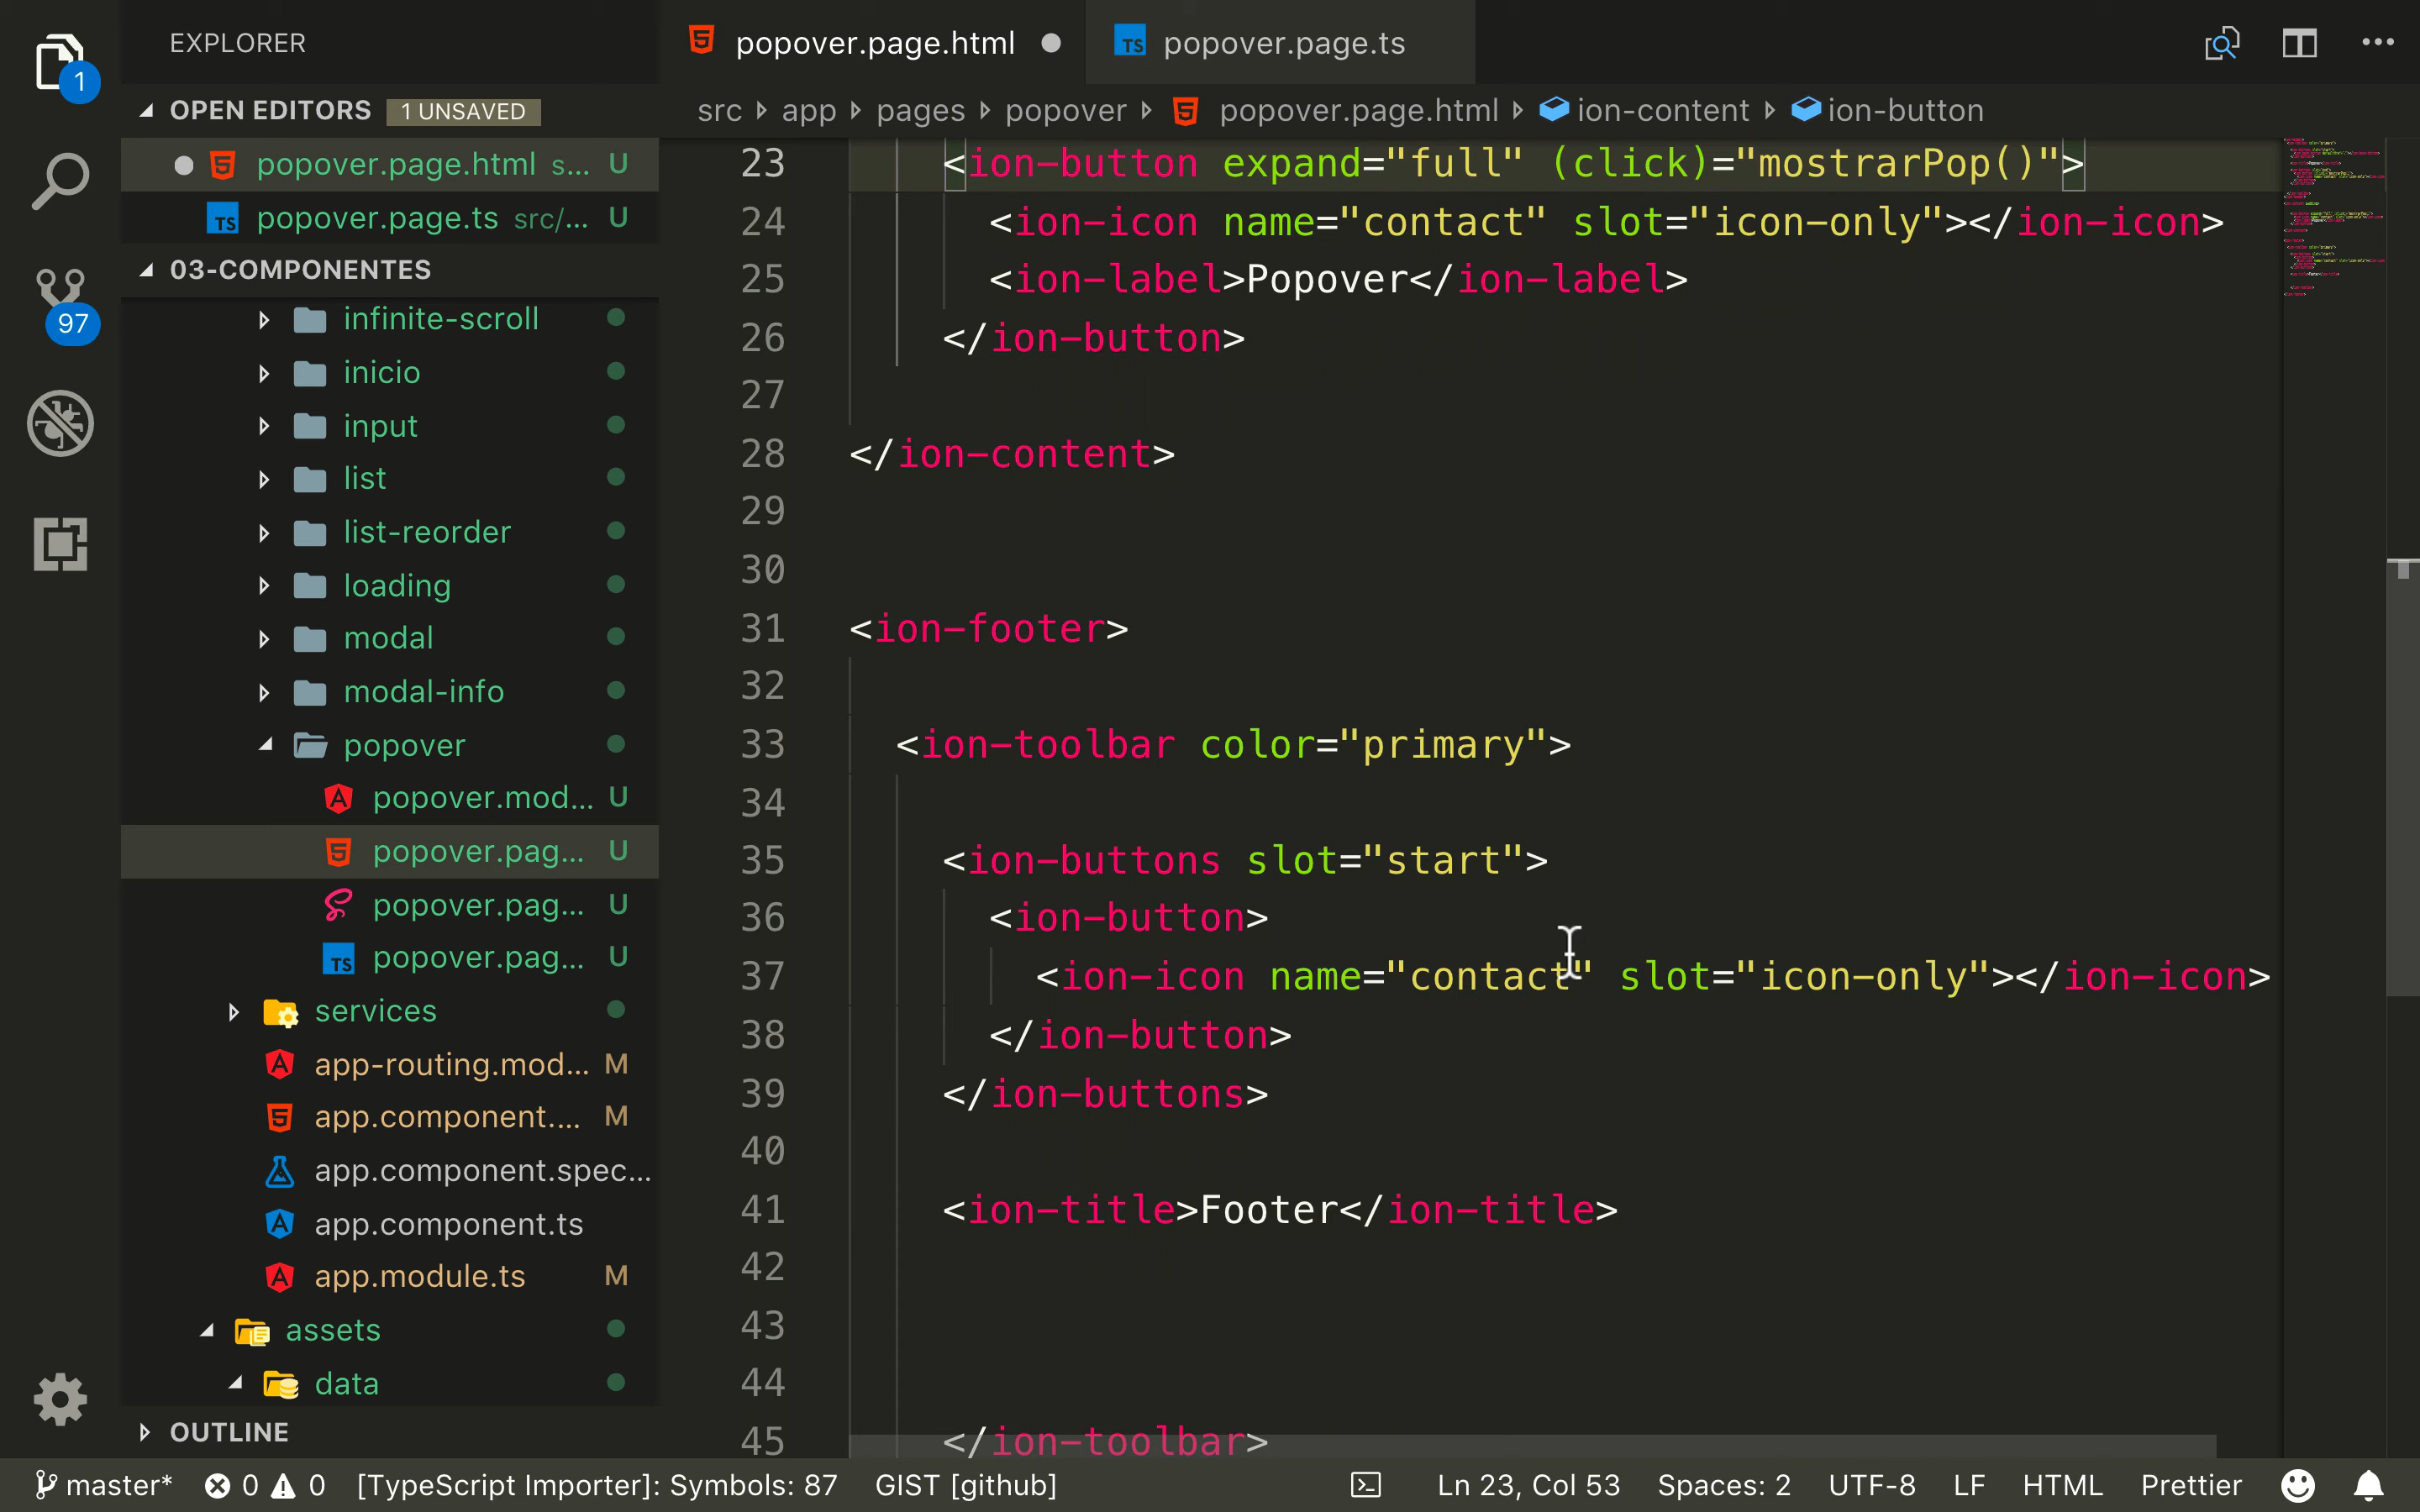 EXPLORER
popover.page.html
TS popover.page.ts
1
OPEN EDITORS 1 UNSAVED
src app pages popover popover.page.html ion-content ion-button
popover.page.html s... U
TS popover.page.ts src/... U
03-COMPONENTES
97
infinite-scroll
inicio
input
list
list-reorder
loading
modal
modal-info
popover
popover.mod... U
popover.pag... U
popover.pag... U
TS popover.pag... U
services
app-routing.mod... M
app.component.... M
app.component.spec...
app.component.ts
app.module.ts M
assets
data
OUTLINE
23 <ion-button expand="full" (click)="mostrarPop()">
24 <ion-icon name="contact" slot="icon-only"></ion-icon>
25 <ion-label>Popover</ion-label>
26 </ion-button>
27
28 </ion-content>
29
30
31 <ion-footer>
32
33 <ion-toolbar color="primary">
34
35 <ion-buttons slot="start">
36 <ion-button>
37 <ion-icon name="contact" slot="icon-only"></ion-icon>
38 </ion-button>
39 </ion-buttons>
40
41 <ion-title>Footer</ion-title>
42
43
44
45 </ion-toolbar>
master* 0 0 [TypeScript Importer]: Symbols: 87 GIST [github] Ln 23, Col 53 Spaces: 2 UTF-8 LF HTML Prettier